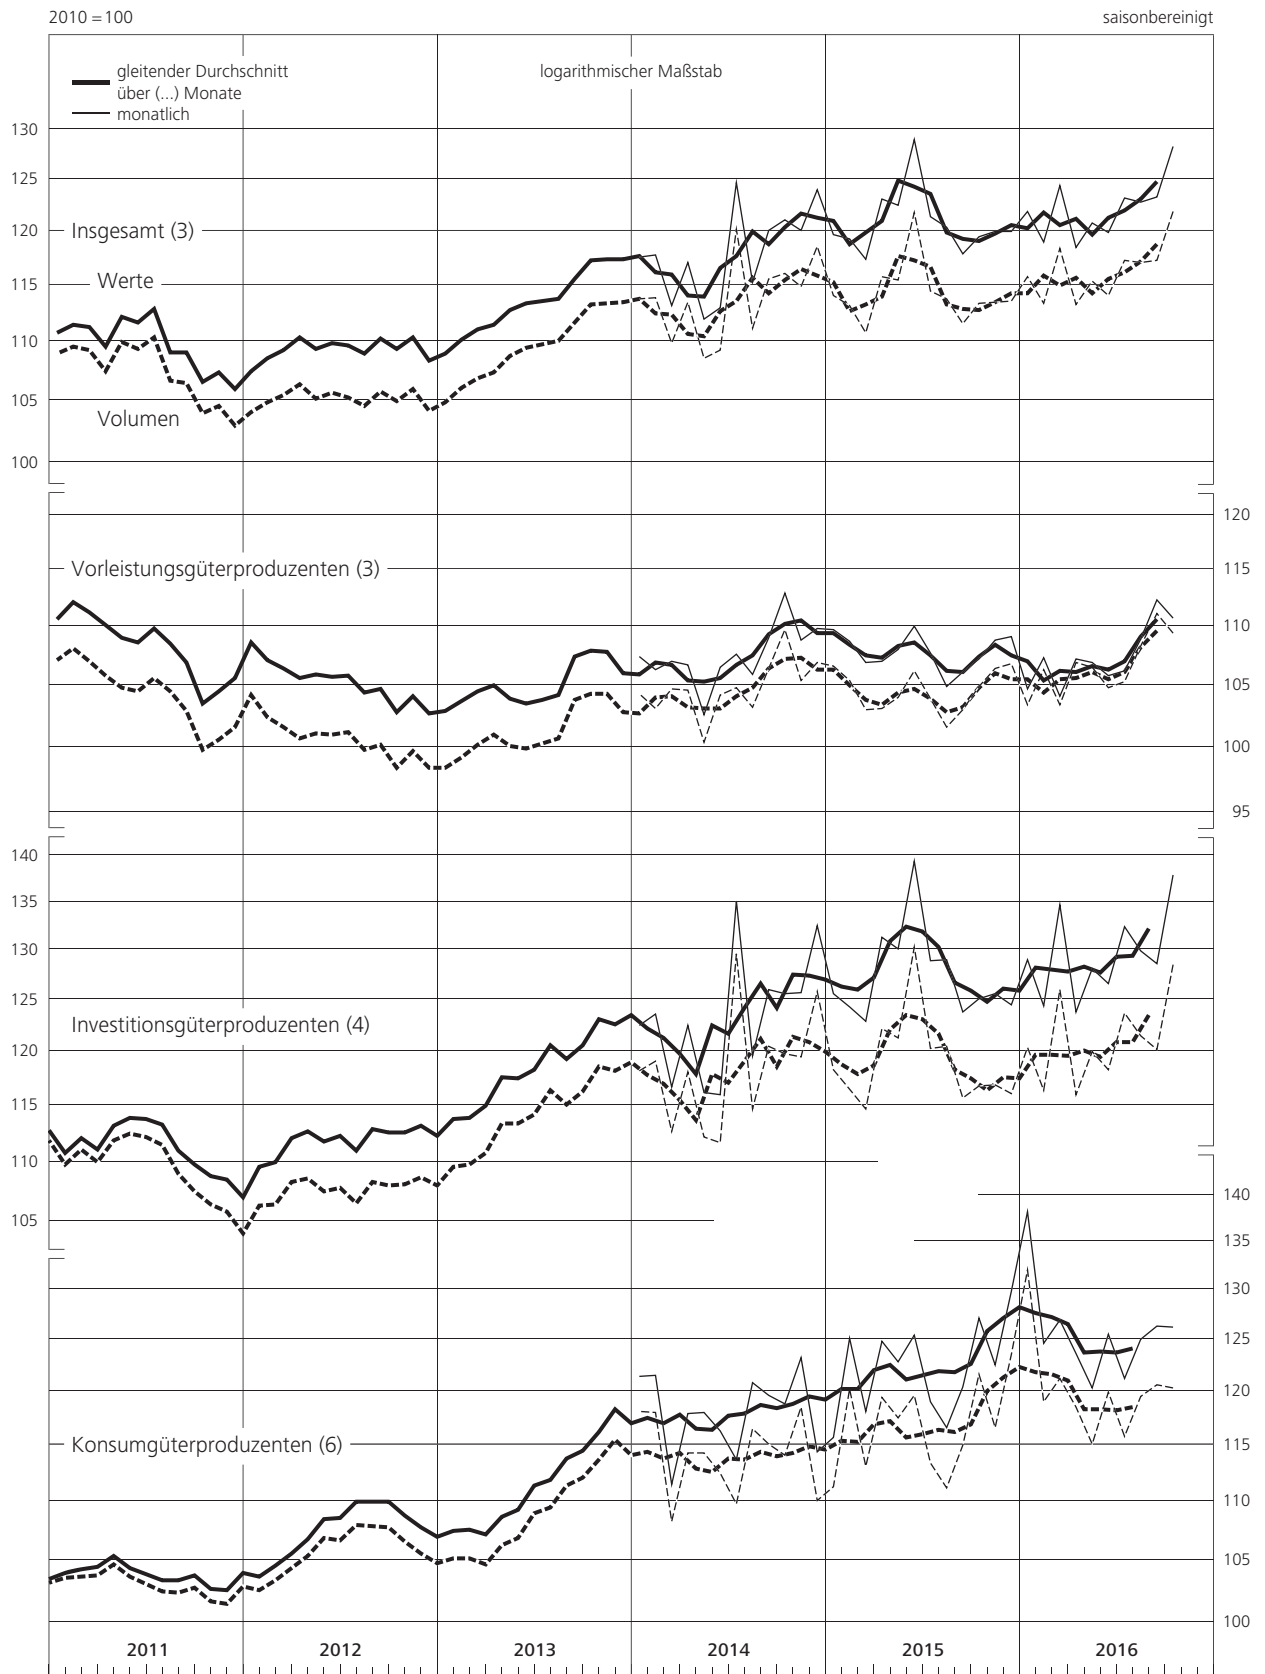 2010 = 100
saisonbereinigt
gleitender Durchschnitt
über (...) Monate
monatlich
logarithmischer Maßstab
130
125
120
115
110
105
100
Insgesamt (3)
Werte
Volumen
120
115
110
105
100
95
Vorleistungsgüterproduzenten (3)
140
135
130
125
120
115
110
105
Investitionsgüterproduzenten (4)
140
135
130
125
120
115
110
105
100
Konsumgüterproduzenten (6)
2011 2012 2013 2014 2015 2016